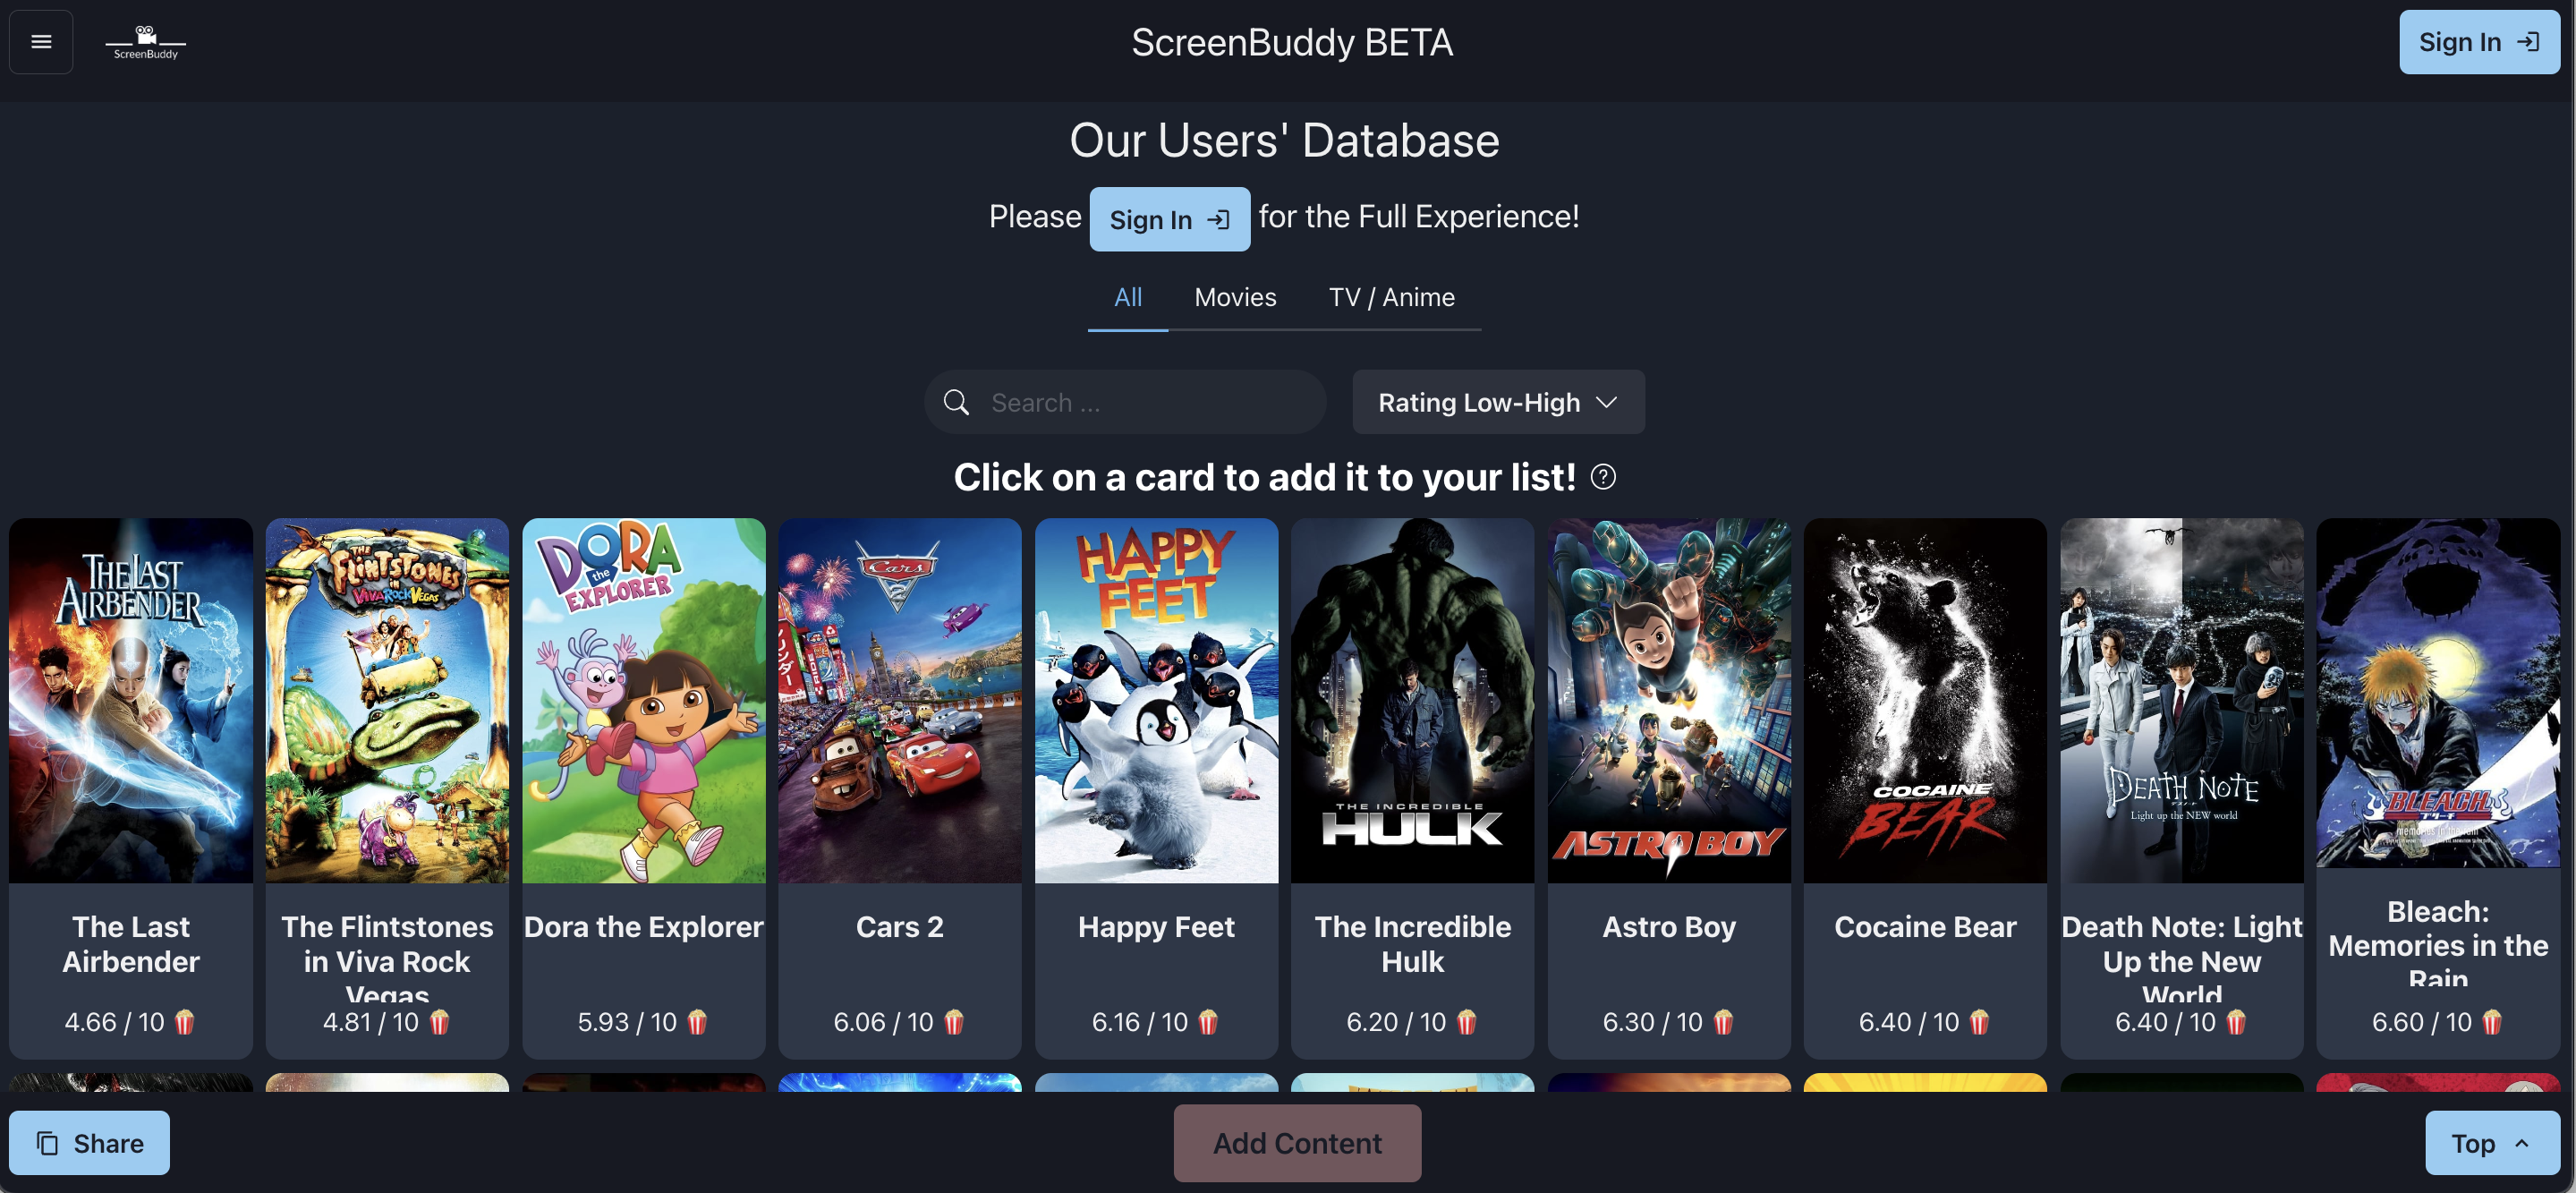 ScreenBuddy
ScreenBuddy BETA
Sign In
Our Users' Database
Please Sign In for the Full Experience!
All Movies TV / Anime
Search ...
Rating Low-High
Click on a card to add it to your list!
THE LAST
AIRBENDER
The Last
Airbender
4.66 / 10
THE
FLINTSTONES
IN
VIVA ROCK VEGAS
The Flintstones
in Viva Rock
Vegas
4.81 / 10
DORA
the
EXPLORER
Dora the Explorer
5.93 / 10
Cars
2
Cars 2
6.06 / 10
HAPPY
FEET
Happy Feet
6.16 / 10
THE INCREDIBLE
HULK
The Incredible
Hulk
6.20 / 10
ASTRO BOY
Astro Boy
6.30 / 10
COCAINE
BEAR
Cocaine Bear
6.40 / 10
DEATH NOTE
Light up the NEW world
Death Note: Light
Up the New
World
6.40 / 10
BLEACH
ブリーチ
memories in the rain
Bleach:
Memories in the
Rain
6.60 / 10
Share
Add Content
Top